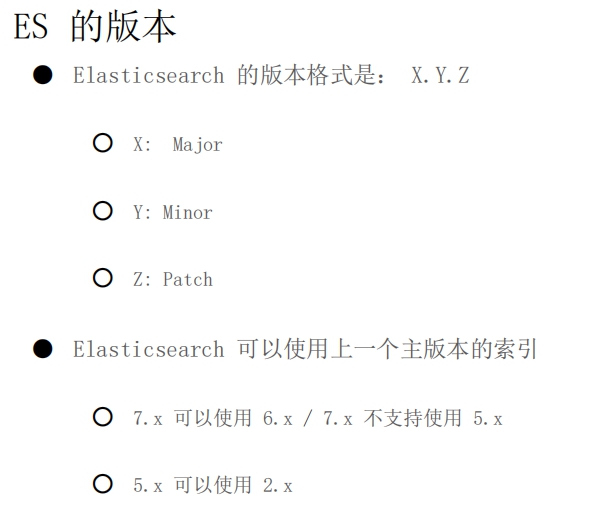 ES 的版本
Elasticsearch 的版本格式是： X.Y.Z
X: Major
Y: Minor
Z: Patch
Elasticsearch 可以使用上一个主版本的索引
7.x 可以使用 6.x / 7.x 不支持使用 5.x
5.x 可以使用 2.x